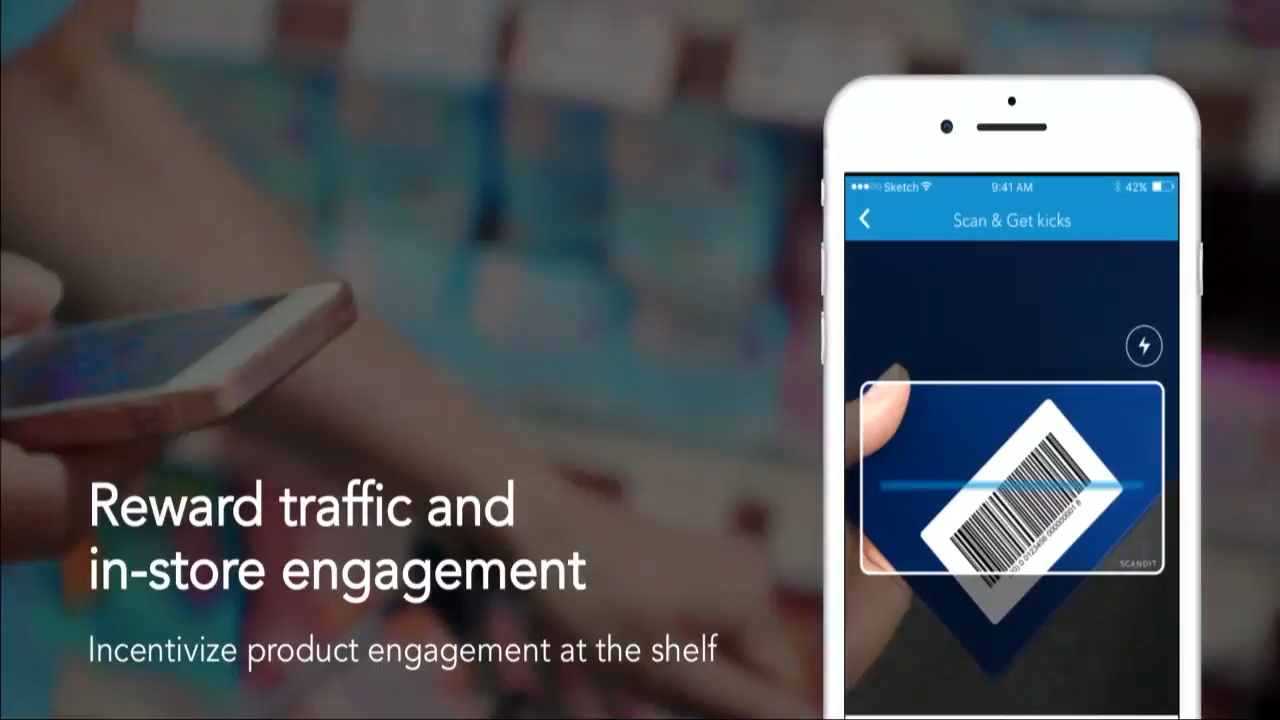 Sketch 9:41 AM 42%
Scan & Get kicks
SCANDIT
Reward traffic and
in-store engagement
Incentivize product engagement at the shelf